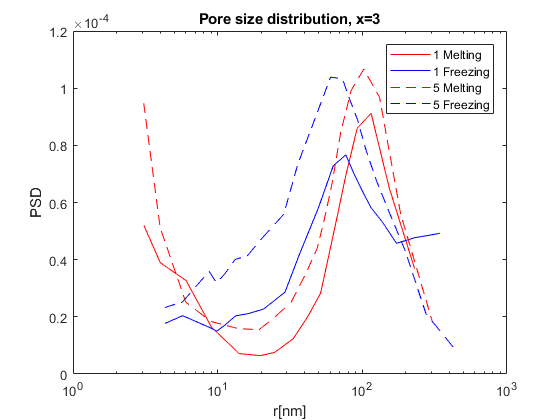 Pore size distribution, x=3
×10⁻⁴
1.2
1
0.8
0.6
0.4
0.2
0
PSD
1 Melting
1 Freezing
5 Melting
5 Freezing
10⁰ 10¹ 10² 10³
r[nm]